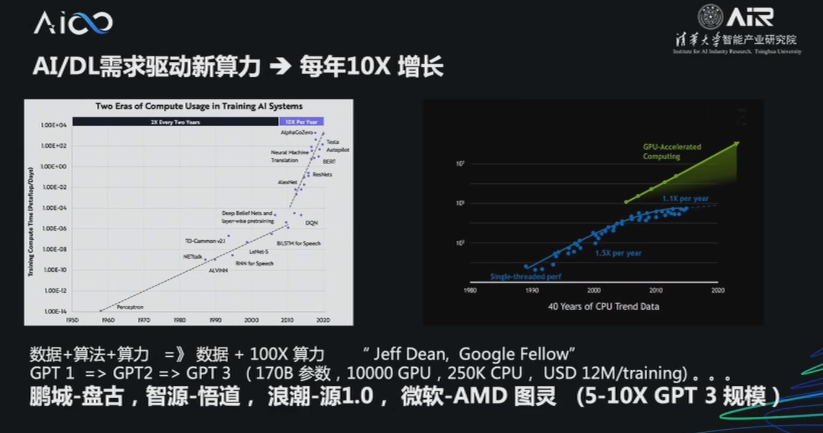 AiCO
AiR
清华大学智能产业研究院
Institute for AI Industry Research, Tsinghua University
AI/DL需求驱动新算力 ➔ 每年10X 增长
Two Eras of Compute Usage in Training AI Systems
2X Every Two Years
10X Per Year
Training Compute Time (Petaflop/Days)
1.00E+04
1.00E+02
1.00E+00
1.00E-02
1.00E-04
1.00E-06
1.00E-08
1.00E-10
1.00E-12
1.00E-14
AlphaGoZero
Tesla
Autopilot
Neural Machine
Translation
BERT
ResNets
AlexNet
Deep Belief Nets and
layer-wise pretraining
DQN
TD-Gammon v2.1
BiLSTM for Speech
LeNet-5
NETtalk
RNN for Speech
ALVINN
Perceptron
1950 1960 1970 1980 1990 2000 2010 2020
GPU-Accelerated
Computing
1.1X per year
1.5X per year
Single-threaded perf
1980 1990 2000 2010 2020
40 Years of CPU Trend Data
数据+算法+算力 =》 数据 + 100X 算力 “ Jeff Dean, Google Fellow”
GPT 1 => GPT2 => GPT 3 ( 170B 参数 , 10000 GPU , 250K CPU , USD 12M/training) 。。。
鹏城-盘古 , 智源-悟道 , 浪潮-源1.0 , 微软-AMD 图灵 (5-10X GPT 3 规模 )